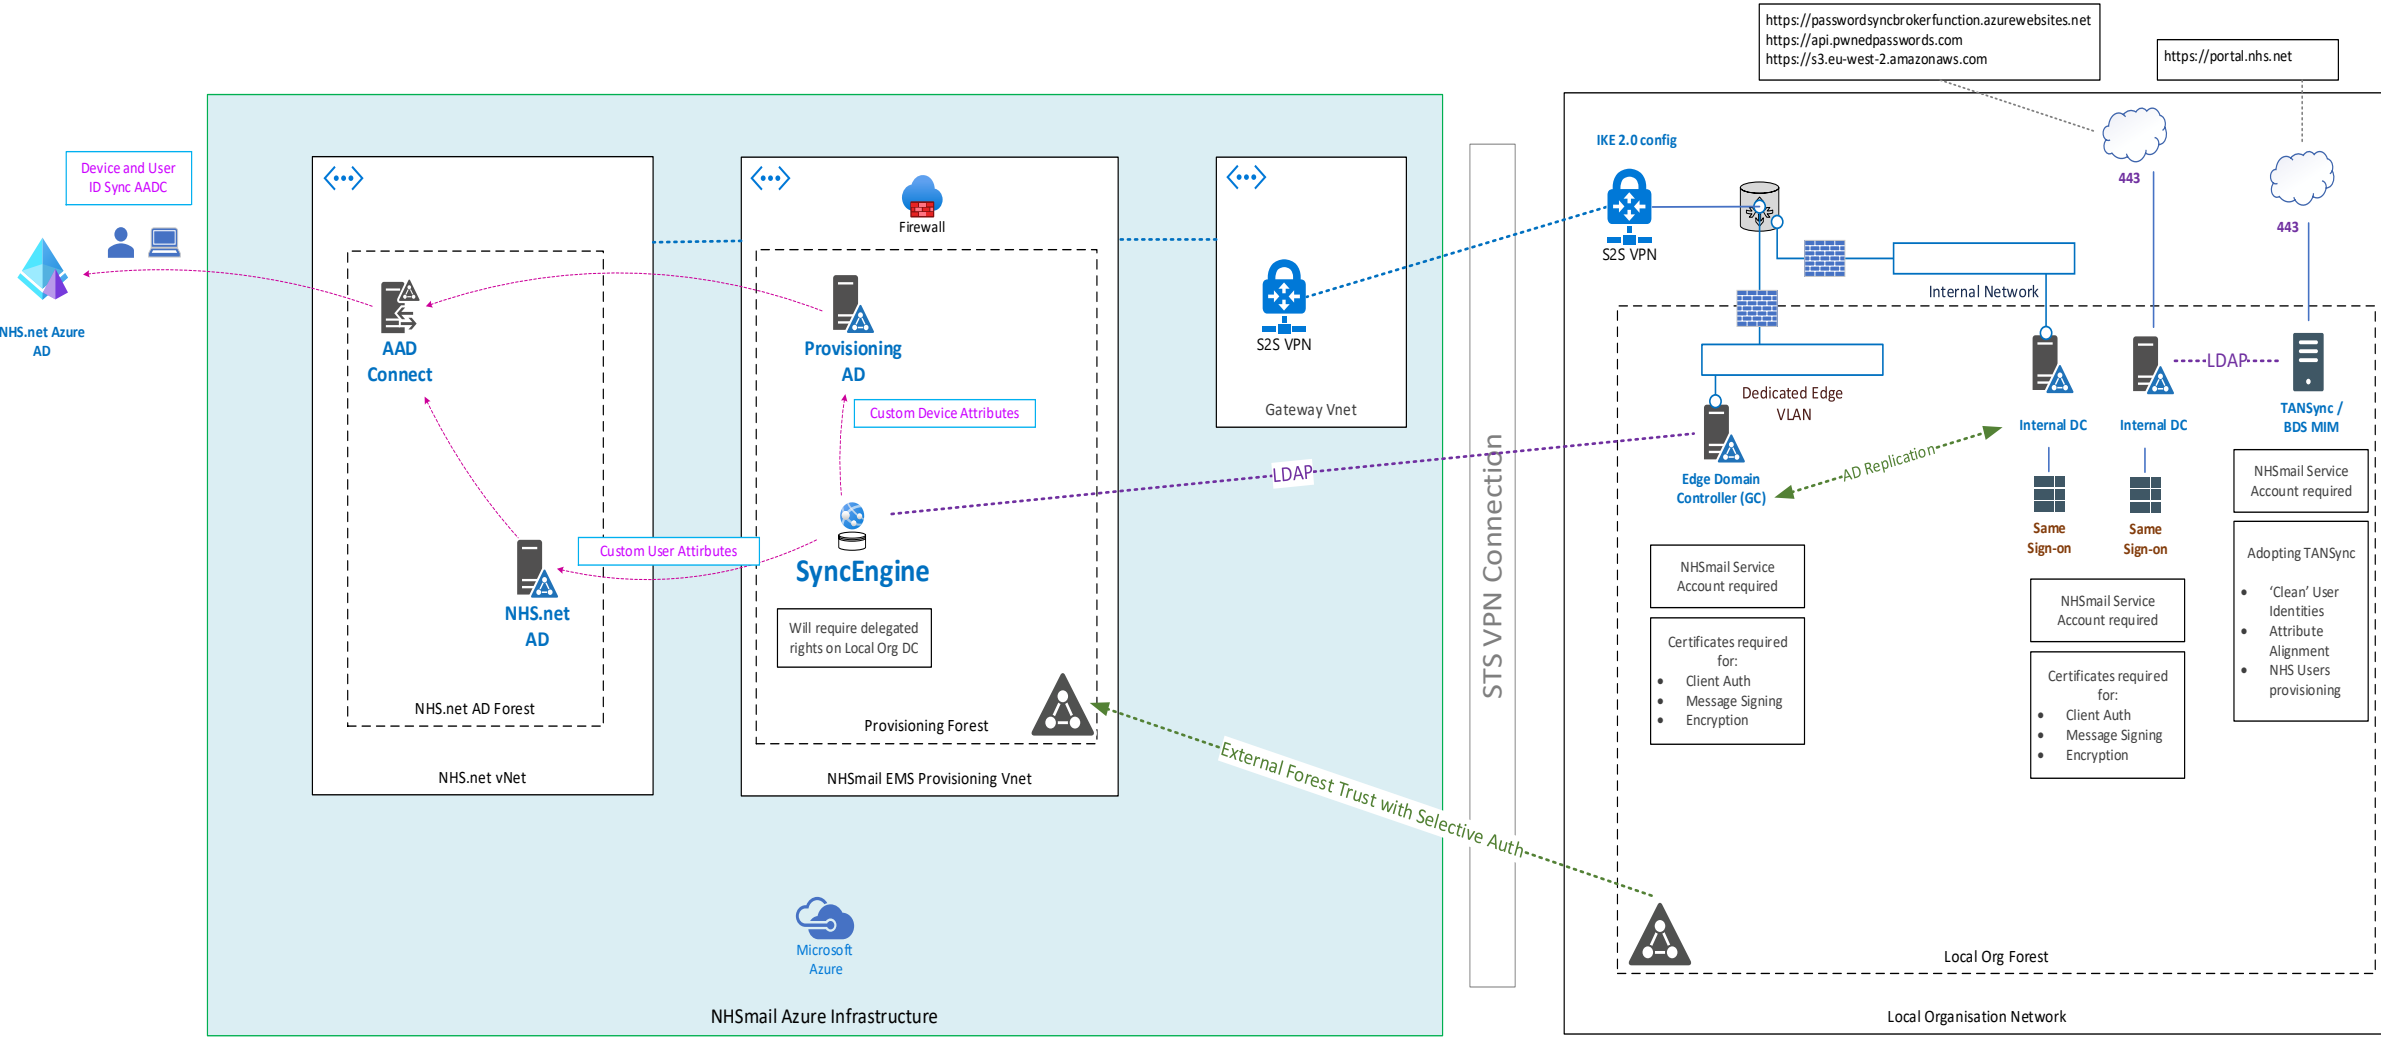 https://passwordsyncbrokerfunction.azurewebsites.net
https://api.pwnedpasswords.com
https://s3.eu-west-2.amazonaws.com
https://portal.nhs.net
Device and User
ID Sync AADC
NHS.net Azure
AD
AAD
Connect
NHS.net
AD
NHS.net AD Forest
NHS.net vNet
Firewall
Provisioning
AD
Custom Device Attributes
Custom User Attirbutes
SyncEngine
Will require delegated
rights on Local Org DC
Provisioning Forest
NHSmail EMS Provisioning Vnet
S2S VPN
Gateway Vnet
LDAP
External Forest Trust with Selective Auth
Microsoft
Azure
NHSmail Azure Infrastructure
STS VPN Connection
IKE 2.0 config
S2S VPN
443
443
Internal Network
Dedicated Edge
VLAN
Edge Domain
Controller (GC)
AD Replication
Internal DC
Internal DC
LDAP
TANSync /
BDS MIM
Same
Sign-on
Same
Sign-on
NHSmail Service
Account required
Certificates required
for:
• Client Auth
• Message Signing
• Encryption
NHSmail Service
Account required
Certificates required
for:
• Client Auth
• Message Signing
• Encryption
NHSmail Service
Account required
Adopting TANSync
• ‘Clean’ User
Identities
• Attribute
Alignment
• NHS Users
provisioning
Local Org Forest
Local Organisation Network